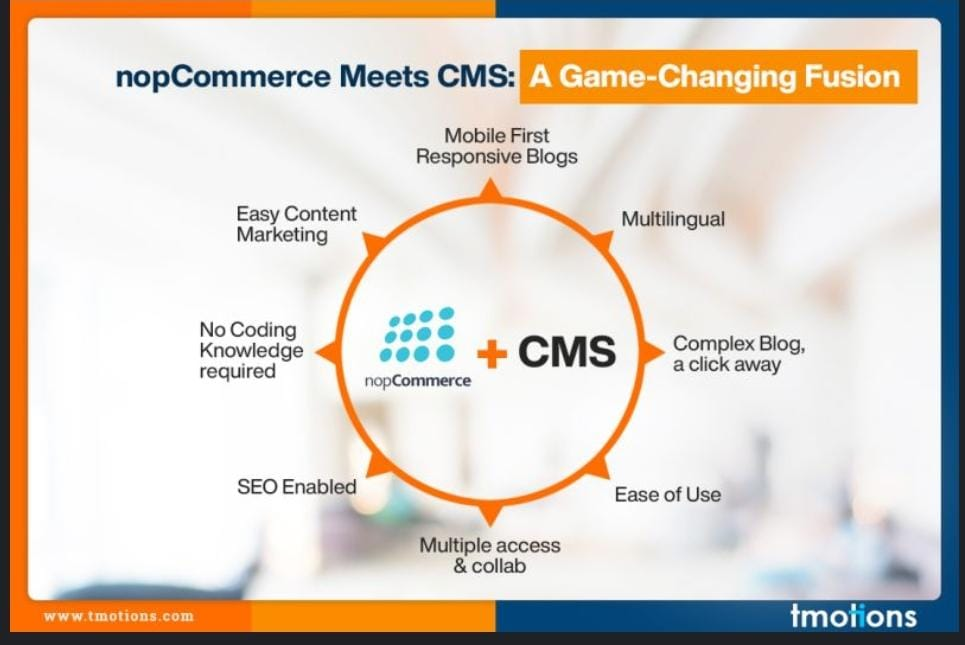 nopCommerce Meets CMS: A Game-Changing Fusion
Mobile First
Responsive Blogs
Easy Content
Marketing
Multilingual
No Coding
Knowledge
required
nopCommerce
+ CMS
Complex Blog,
a click away
SEO Enabled
Ease of Use
Multiple access
& collab
www.tmotions.com
tmotions